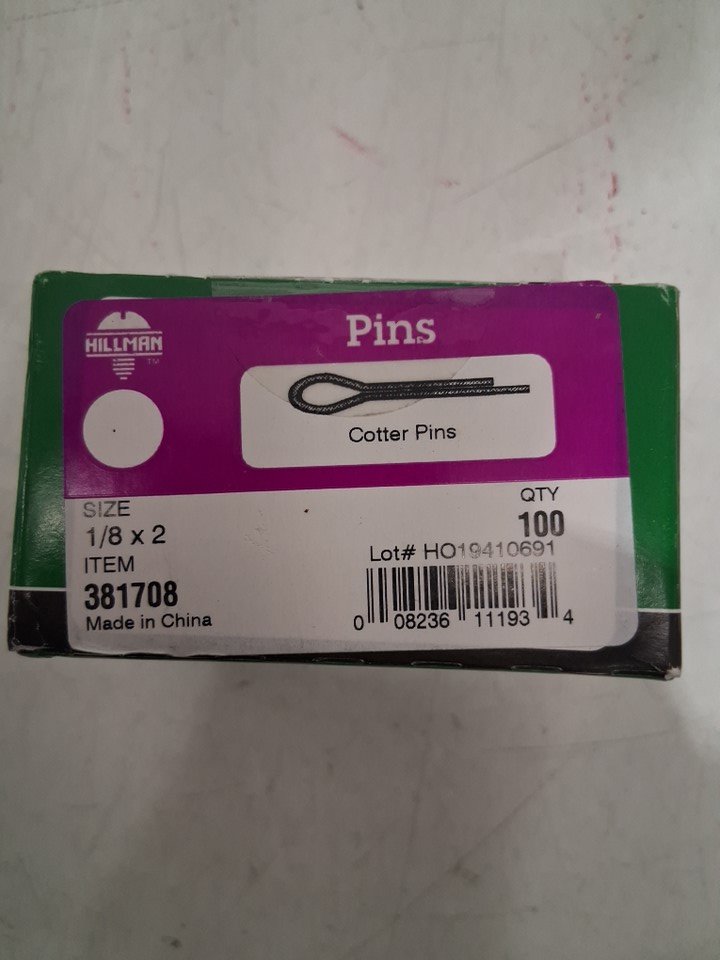 HILLMAN
TM
Pins
Cotter Pins
SIZE
1/8 x 2
QTY
100
ITEM
381708
Made in China
Lot# HO19410691
0 08236 11193 4